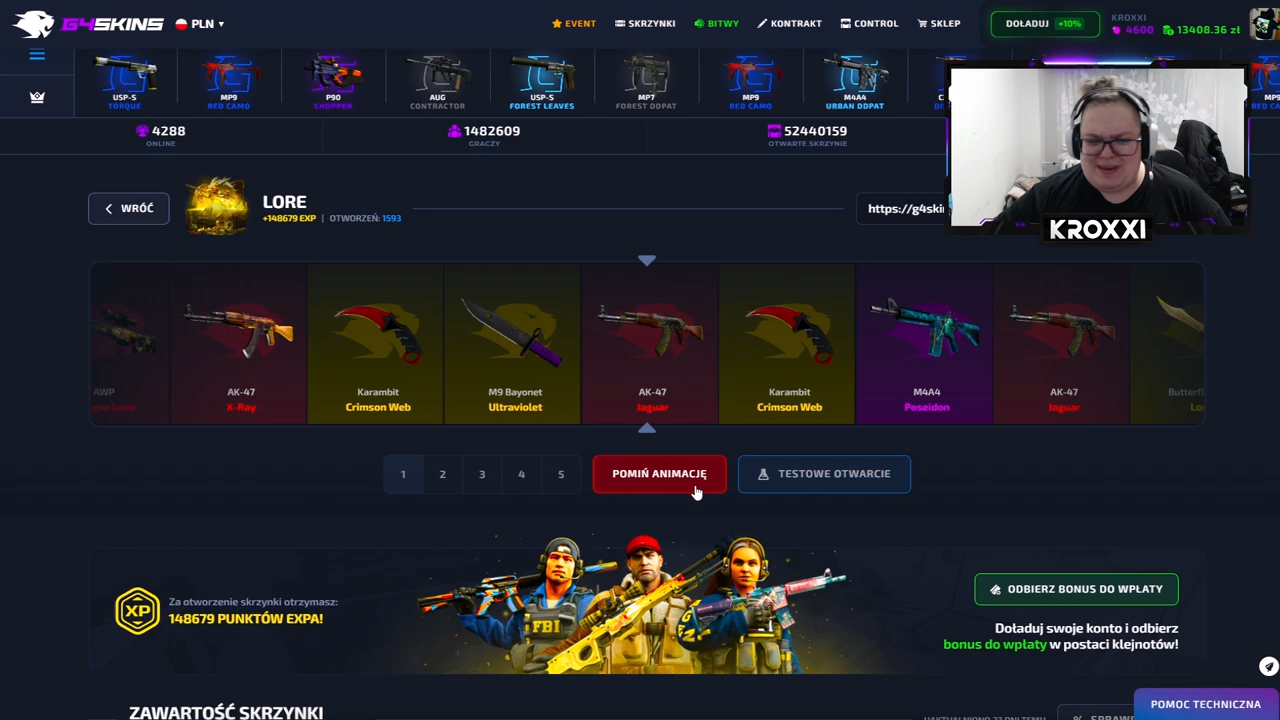 G4SKINS
PLN
EVENT
SKRZYNKI
BITWY
KONTRAKT
CONTROL
SKLEP
DOŁADUJ +10%
KROXXI
4600 13408.36 zł
USP-S
TORQUE
MP9
RED CAMO
P90
CHOPPER
AUG
CONTRACTOR
USP-S
FOREST LEAVES
MP7
FOREST DDPAT
MP9
RED CAMO
M4A4
URBAN DDPAT
MP9
4288
ONLINE
1482609
GRACZY
52440159
OTWARTE SKRZYNIE
KROXXI
WRÓĆ
LORE
+148679 EXP | OTWORZEŃ: 1593
https://g4skin
AWP
AK-47
X-Ray
Karambit
Crimson Web
M9 Bayonet
Ultraviolet
AK-47
Jaguar
Karambit
Crimson Web
M4A4
Poseidon
AK-47
Jaguar
Butterfl
Lo
1 2 3 4 5
POMIŃ ANIMACJĘ
TESTOWE OTWARCIE
XP
Za otworzenie skrzynki otrzymasz:
148679 PUNKTÓW EXPA!
FBI
ODBIERZ BONUS DO WPŁATY
Doładuj swoje konto i odbierz
bonus do wpłaty w postaci klejnotów!
ZAWARTOŚĆ SKRZYNKI
POMOC TECHNICZNA